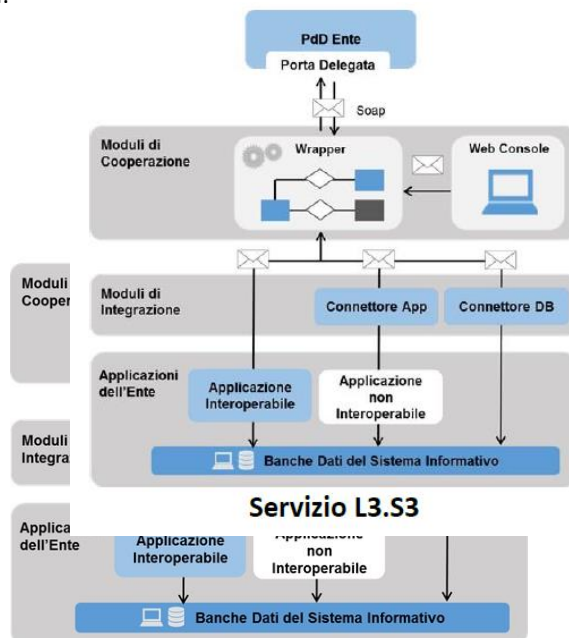 PdD Ente
Porta Delegata
Soap
Moduli di
Cooperazione
Wrapper
Web Console
Moduli di
Integrazione
Connettore App
Connettore DB
Applicazioni
dell'Ente
Applicazione
Interoperabile
Applicazione
non
Interoperabile
Banche Dati del Sistema Informativo
Servizio L3.S3
Moduli
Cooper
Moduli
Integra
Applica
dell'Ente
Applicazione
Interoperabile
Applicazione
non
Interoperabile
Banche Dati del Sistema Informativo